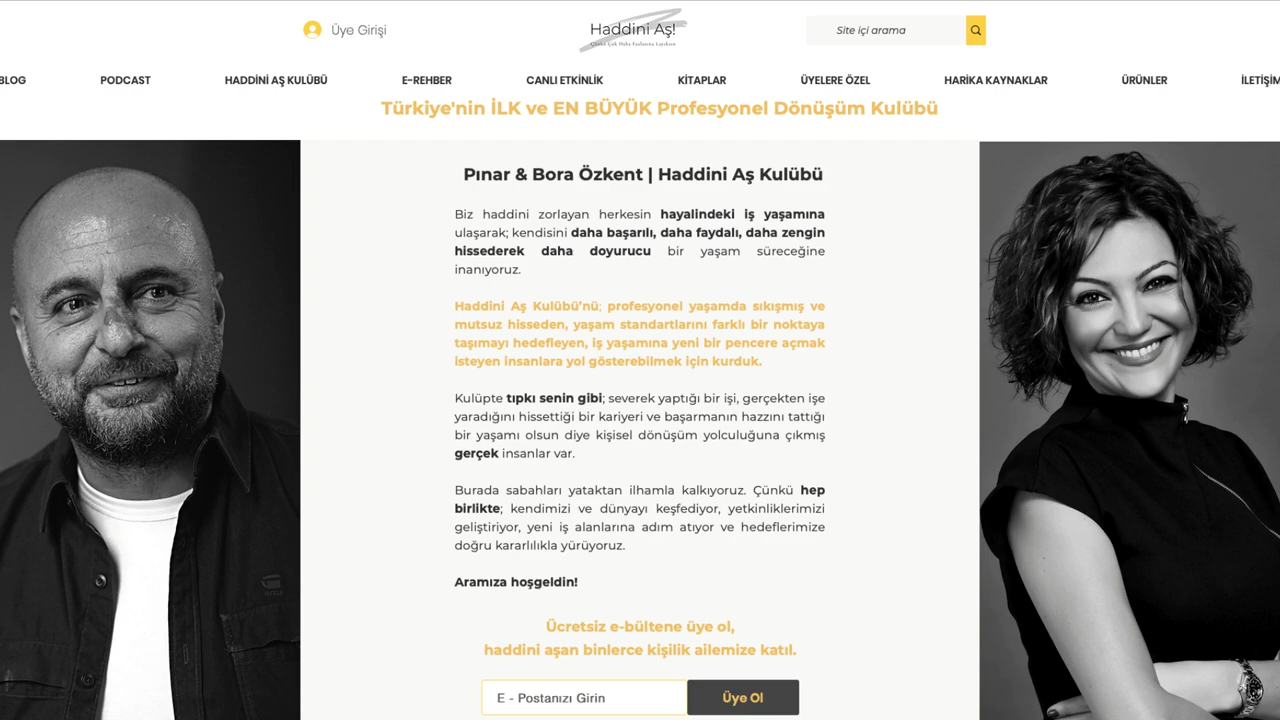 Üye Girişi
Haddini Aş!
Çünkü Çok Daha Fazlasına Layıksın
Site içi arama
BLOG
PODCAST
HADDİNİ AŞ KULÜBÜ
E-REHBER
CANLI ETKİNLİK
KİTAPLAR
ÜYELERE ÖZEL
HARİKA KAYNAKLAR
ÜRÜNLER
İLETİŞİM
Türkiye'nin İLK ve EN BÜYÜK Profesyonel Dönüşüm Kulübü
Pınar & Bora Özkent | Haddini Aş Kulübü
Biz haddini zorlayan herkesin hayalindeki iş yaşamına
ulaşarak; kendisini daha başarılı, daha faydalı, daha zengin
hissederek daha doyurucu bir yaşam süreceğine
inanıyoruz.
Haddini Aş Kulübü’nü; profesyonel yaşamda sıkışmış ve
mutsuz hisseden, yaşam standartlarını farklı bir noktaya
taşımayı hedefleyen, iş yaşamına yeni bir pencere açmak
isteyen insanlara yol gösterebilmek için kurduk.
Kulüpte tıpkı senin gibi; severek yaptığı bir işi, gerçekten işe
yaradığını hissettiği bir kariyeri ve başarmanın hazzını tattığı
bir yaşamı olsun diye kişisel dönüşüm yolculuğuna çıkmış
gerçek insanlar var.
Burada sabahları yataktan ilhamla kalkıyoruz. Çünkü hep
birlikte; kendimizi ve dünyayı keşfediyor, yetkinliklerimizi
geliştiriyor, yeni iş alanlarına adım atıyor ve hedeflerimize
doğru kararlılıkla yürüyoruz.
Aramıza hoşgeldin!
Ücretsiz e-bültene üye ol,
haddini aşan binlerce kişilik ailemize katıl.
E - Postanızı Girin
Üye Ol